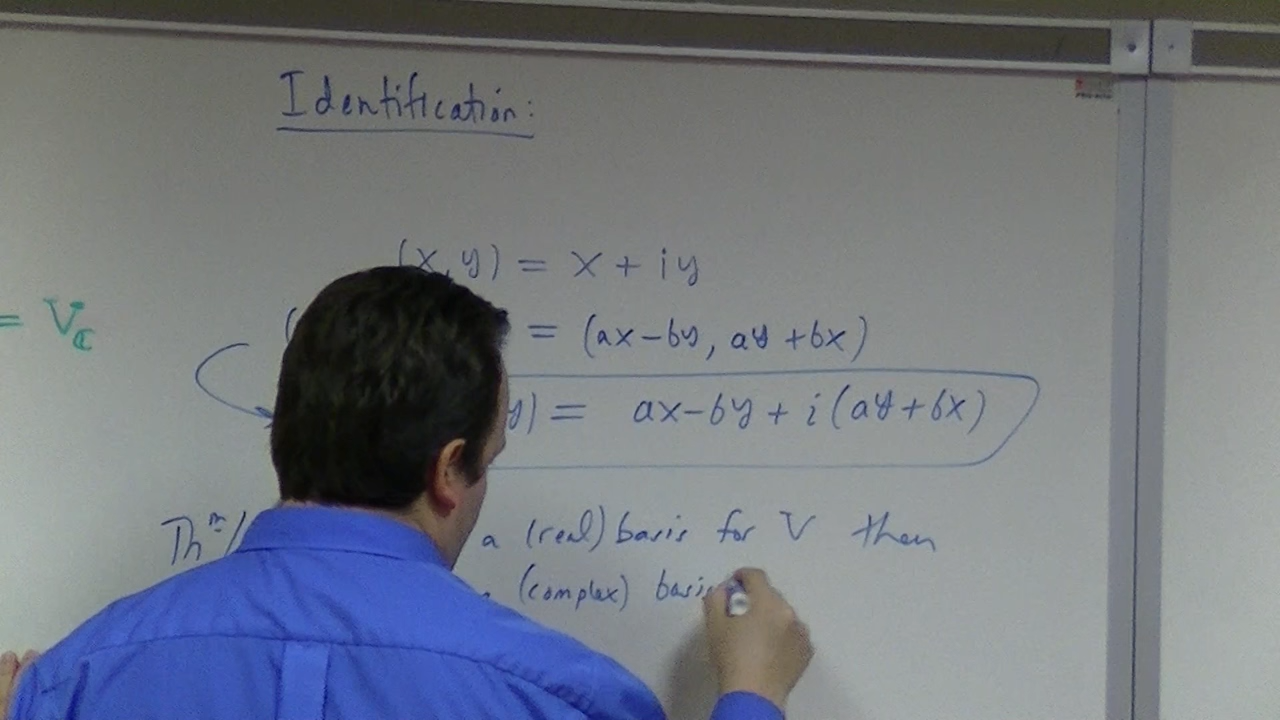 Identification:
(x, y) = x + iy
( = (ax-by, ay+bx)
= V_ℂ
y) = ax-by + i(ay+bx)
Thm/ a (real) basis for V then
(complex) basis